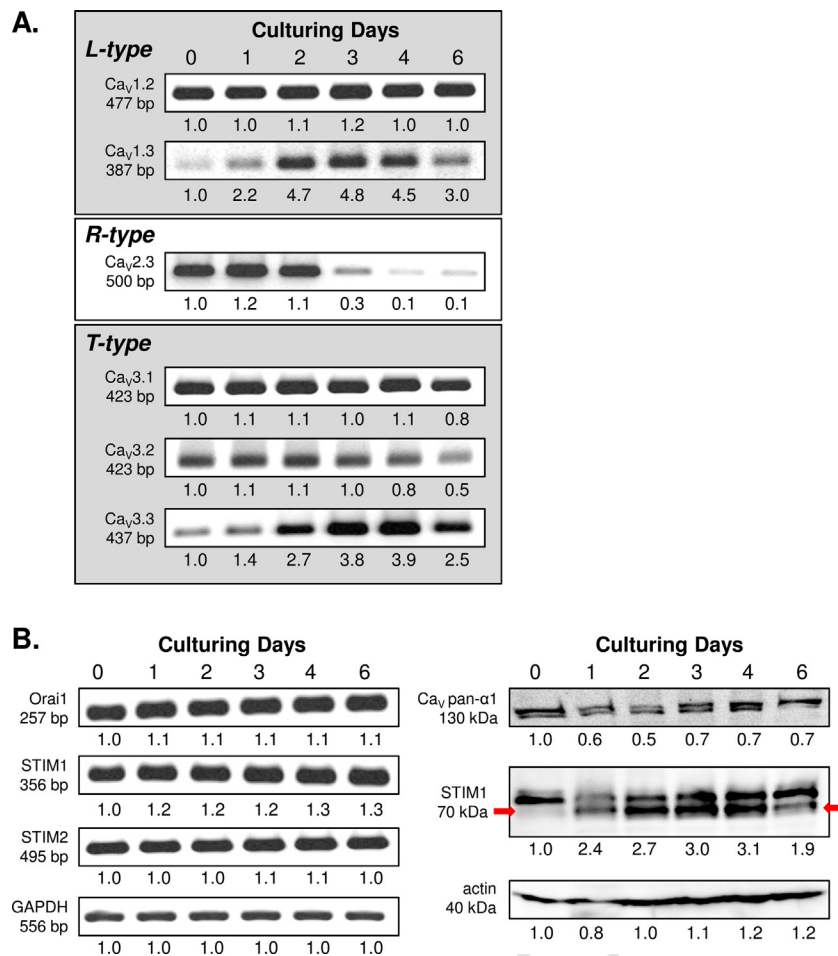 A.
Culturing Days
L-type
0 1 2 3 4 6
CaV1.2
477 bp
1.0 1.0 1.1 1.2 1.0 1.0
CaV1.3
387 bp
1.0 2.2 4.7 4.8 4.5 3.0
R-type
CaV2.3
500 bp
1.0 1.2 1.1 0.3 0.1 0.1
T-type
CaV3.1
423 bp
1.0 1.1 1.1 1.0 1.1 0.8
CaV3.2
423 bp
1.0 1.1 1.1 1.0 0.8 0.5
CaV3.3
437 bp
1.0 1.4 2.7 3.8 3.9 2.5
B.
Culturing Days
0 1 2 3 4 6
Orai1
257 bp
1.0 1.1 1.1 1.1 1.1 1.1
STIM1
356 bp
1.0 1.2 1.2 1.2 1.3 1.3
STIM2
495 bp
1.0 1.0 1.0 1.1 1.1 1.0
GAPDH
556 bp
1.0 1.0 1.0 1.0 1.0 1.0
Culturing Days
0 1 2 3 4 6
CaV pan-α1
130 kDa
1.0 0.6 0.5 0.7 0.7 0.7
STIM1
70 kDa
1.0 2.4 2.7 3.0 3.1 1.9
actin
40 kDa
1.0 0.8 1.0 1.1 1.2 1.2